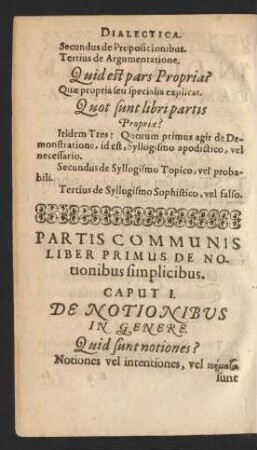 DIALECTICA.
Secundus de Propositionibus.
Tertius de Argumentatione.
Quid est pars Propria?
Quæ propria seu specialia explicat.
Quot sunt libri partis
Propriæ?
Itidem Tres; Quorum primus agit de De-
monstratione, id est, Syllogismo apodictico, vel
necessario.
Secundus de Syllogismo Topico, vel proba-
bili.
Tertius de Syllogismo Sophistico, vel falso.
PARTIS COMMUNIS
LIBER PRIMUS DE NO-
tionibus simplicibus.
CAPUT I.
DE NOTIONIBUS
IN GENERE.
Quid sunt notiones?
Notiones vel intentiones, vel
sunt